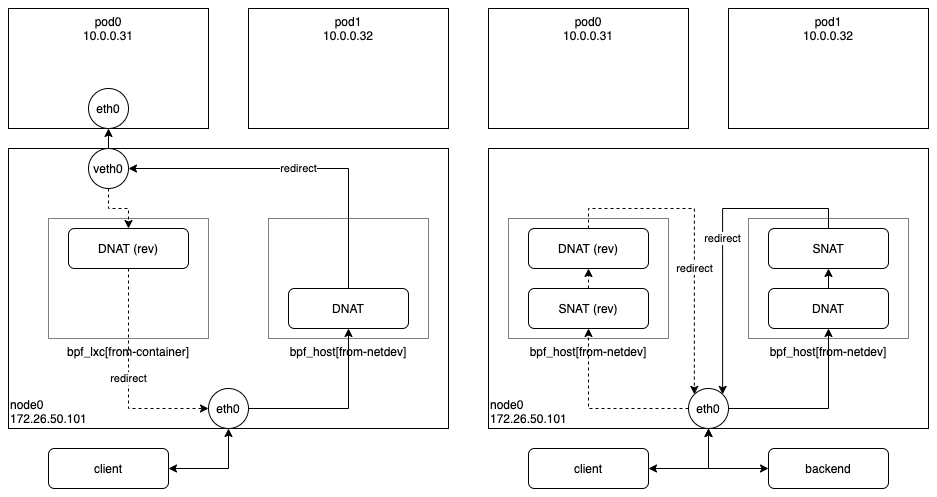 pod0
10.0.0.31
pod1
10.0.0.32
eth0
veth0
redirect
DNAT (rev)
DNAT
bpf_lxc[from-container]
bpf_host[from-netdev]
redirect
eth0
node0
172.26.50.101
client
pod0
10.0.0.31
pod1
10.0.0.32
DNAT (rev)
SNAT
redirect
redirect
SNAT (rev)
DNAT
bpf_host[from-netdev]
bpf_host[from-netdev]
eth0
node0
172.26.50.101
client
backend